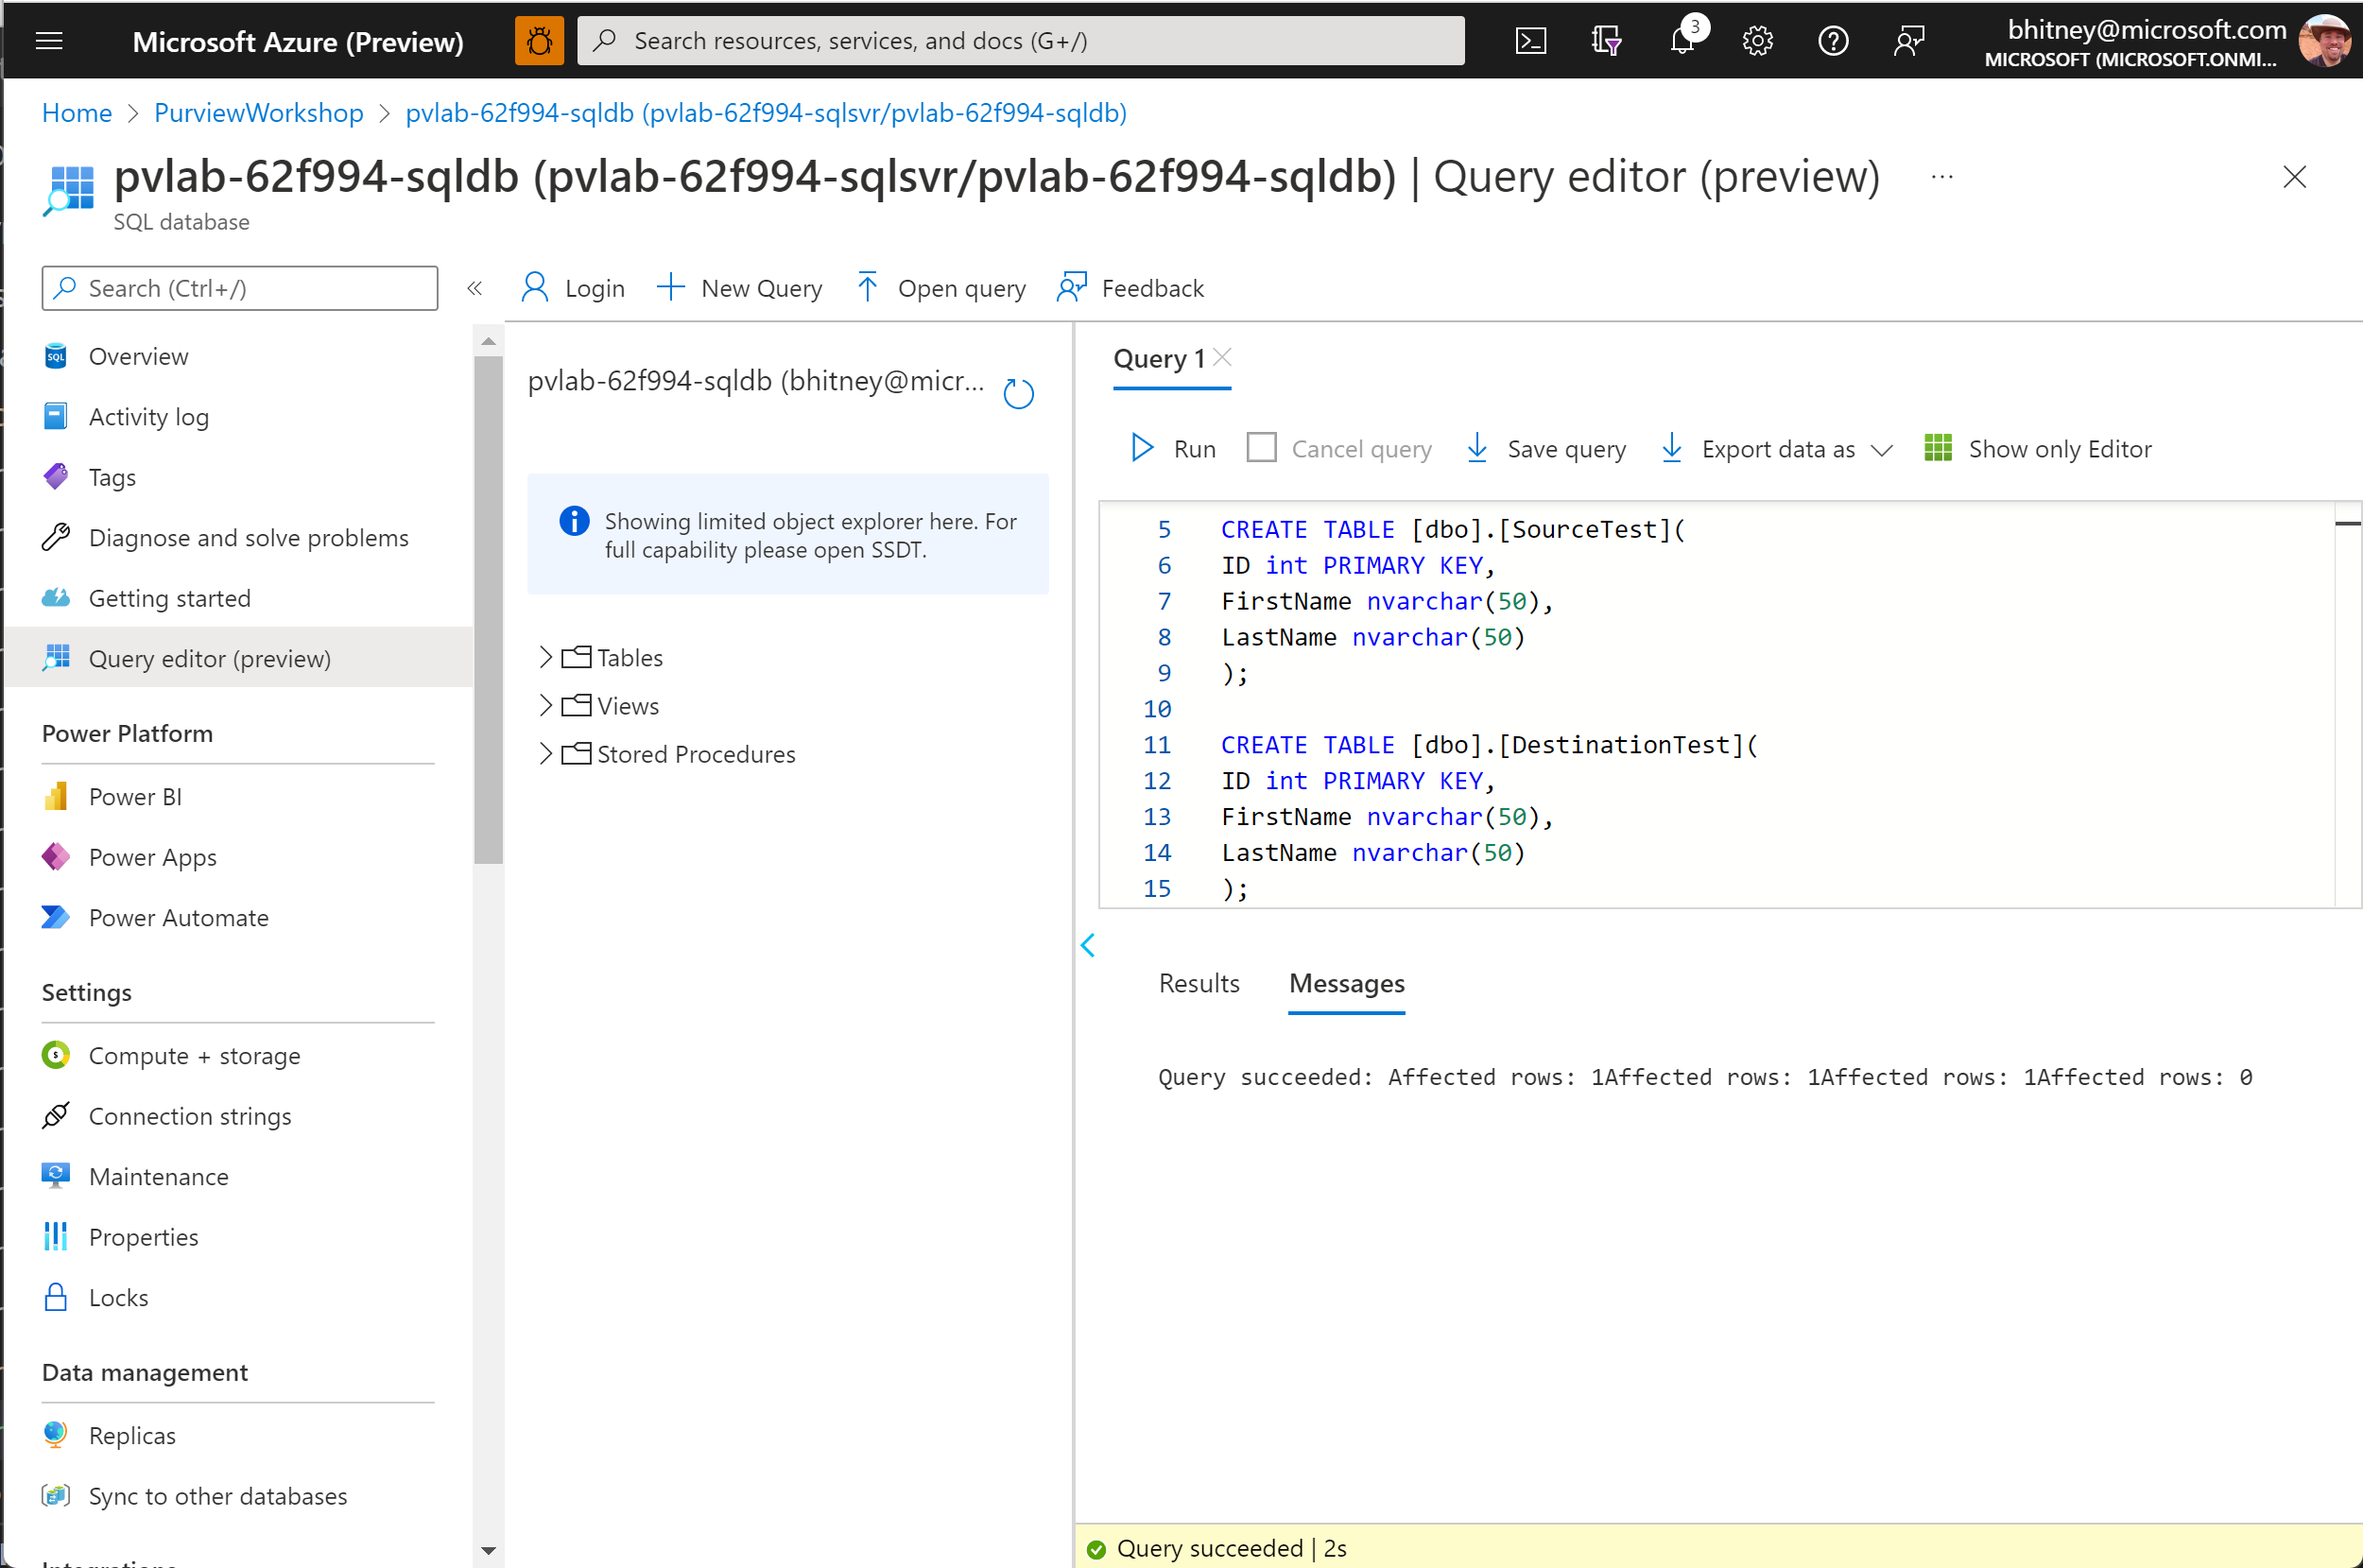 Microsoft Azure (Preview)
Search resources, services, and docs (G+/)
3
bhitney@microsoft.com
MICROSOFT (MICROSOFT.ONMI...
Home > PurviewWorkshop > pvlab-62f994-sqldb (pvlab-62f994-sqlsvr/pvlab-62f994-sqldb)
pvlab-62f994-sqldb (pvlab-62f994-sqlsvr/pvlab-62f994-sqldb) | Query editor (preview) ...
SQL database
Search (Ctrl+/)
«
Overview
Activity log
Tags
Diagnose and solve problems
Getting started
Query editor (preview)
Power Platform
Power BI
Power Apps
Power Automate
Settings
Compute + storage
Connection strings
Maintenance
Properties
Locks
Data management
Replicas
Sync to other databases
Integrations
Login
New Query
Open query
Feedback
pvlab-62f994-sqldb (bhitney@micr...
Showing limited object explorer here. For
full capability please open SSDT.
Tables
Views
Stored Procedures
Query 1
Run
Cancel query
Save query
Export data as
Show only Editor
5 CREATE TABLE [dbo].[SourceTest](
6 ID int PRIMARY KEY,
7 FirstName nvarchar(50),
8 LastName nvarchar(50)
9 );
10
11 CREATE TABLE [dbo].[DestinationTest](
12 ID int PRIMARY KEY,
13 FirstName nvarchar(50),
14 LastName nvarchar(50)
15 );
Results
Messages
Query succeeded: Affected rows: 1Affected rows: 1Affected rows: 1Affected rows: 0
Query succeeded | 2s